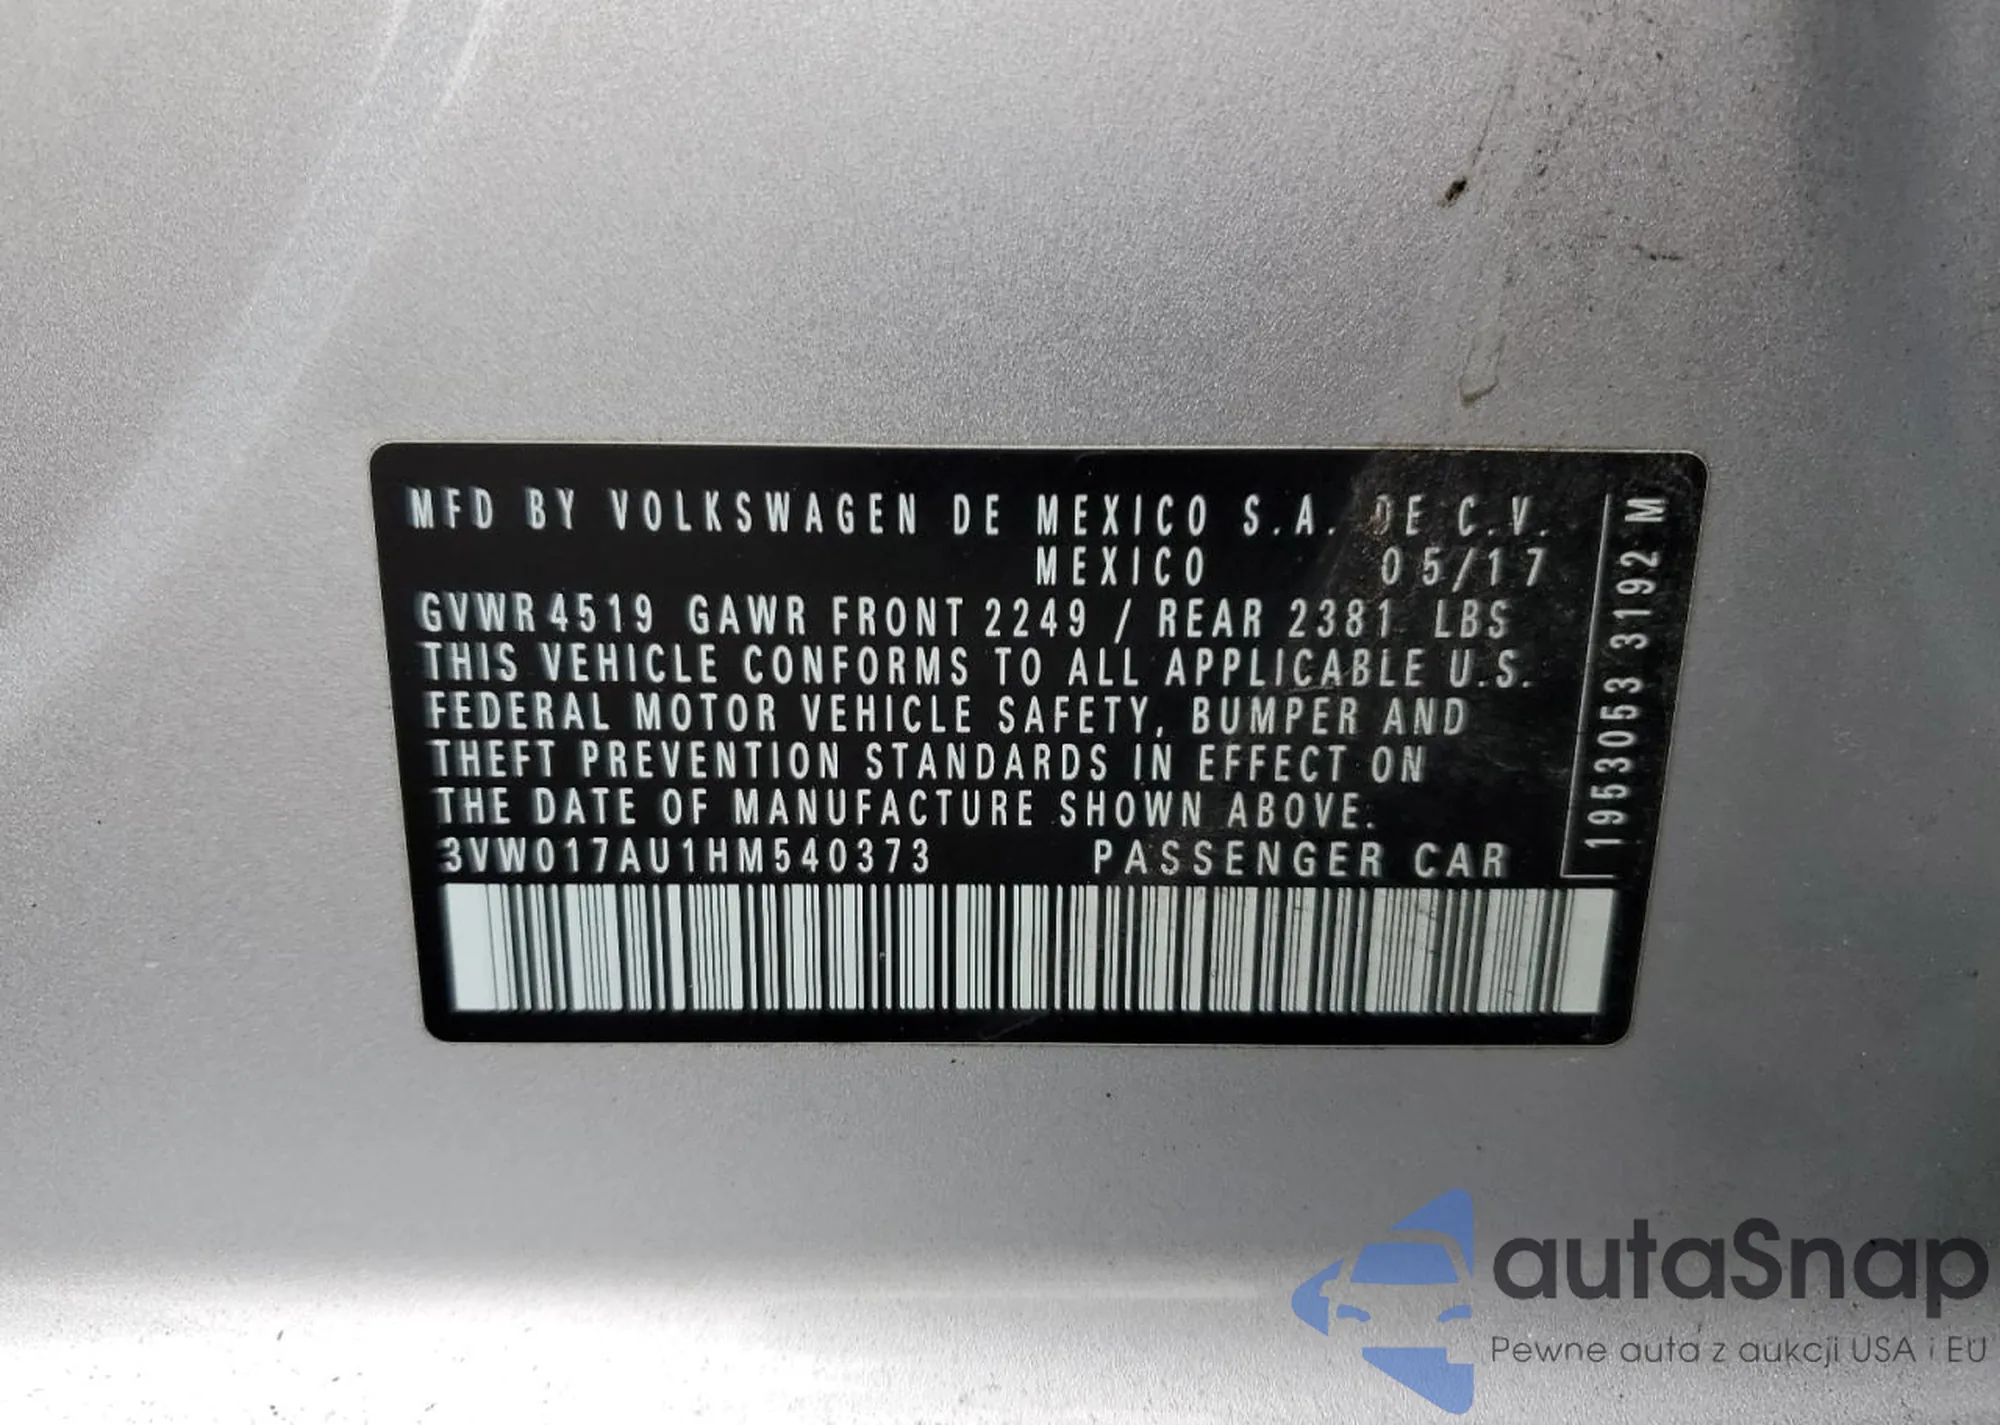 MFD BY VOLKSWAGEN DE MEXICO S.A. DE C.V.
MEXICO 05/17
GVWR 4519 GAWR FRONT 2249 / REAR 2381 LBS
THIS VEHICLE CONFORMS TO ALL APPLICABLE U.S.
FEDERAL MOTOR VEHICLE SAFETY, BUMPER AND
THEFT PREVENTION STANDARDS IN EFFECT ON
THE DATE OF MANUFACTURE SHOWN ABOVE.
3VW017AU1HM540373 PASSENGER CAR
1953053 3192 M
autaSnap
Pewne auta z aukcji USA i EU